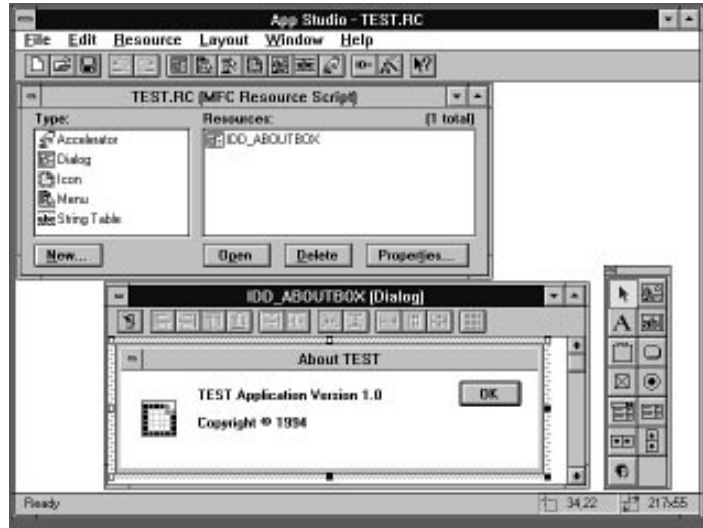 App Studio - TEST.RC
File Edit Resource Layout Window Help
TEST.RC (MFC Resource Script)
Type: Resources: (1 total)
Accelerator IDD_ABOUTBOX
Dialog
Icon
Menu
String Table
New... Open Delete Properties...
IDD_ABOUTBOX (Dialog)
About TEST
TEST Application Version 1.0 OK
Copyright © 1994
Ready 34,22 217x55